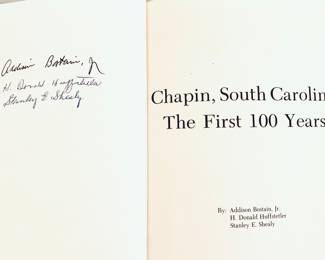 Addison Bostain, Jr
H. Donald Huffstetler
Stanley E Shealy
Chapin, South Carolin
The First 100 Years
By: Addison Bostain, Jr.
H. Donald Huffstetler
Stanley E. Shealy